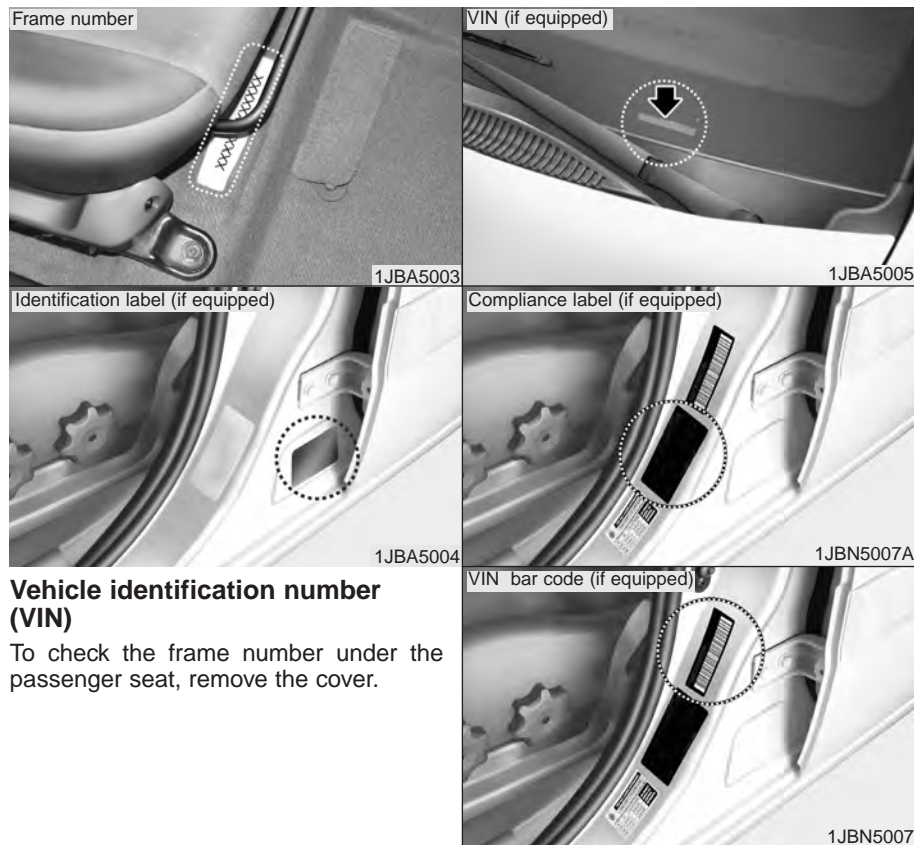 Frame number
XXXXXXXXXX
1JBA5003
VIN (if equipped)
1JBA5005
Identification label (if equipped)
1JBA5004
Compliance label (if equipped)
1JBN5007A
Vehicle identification number
(VIN)
To check the frame number under the
passenger seat, remove the cover.
VIN bar code (if equipped)
1JBN5007